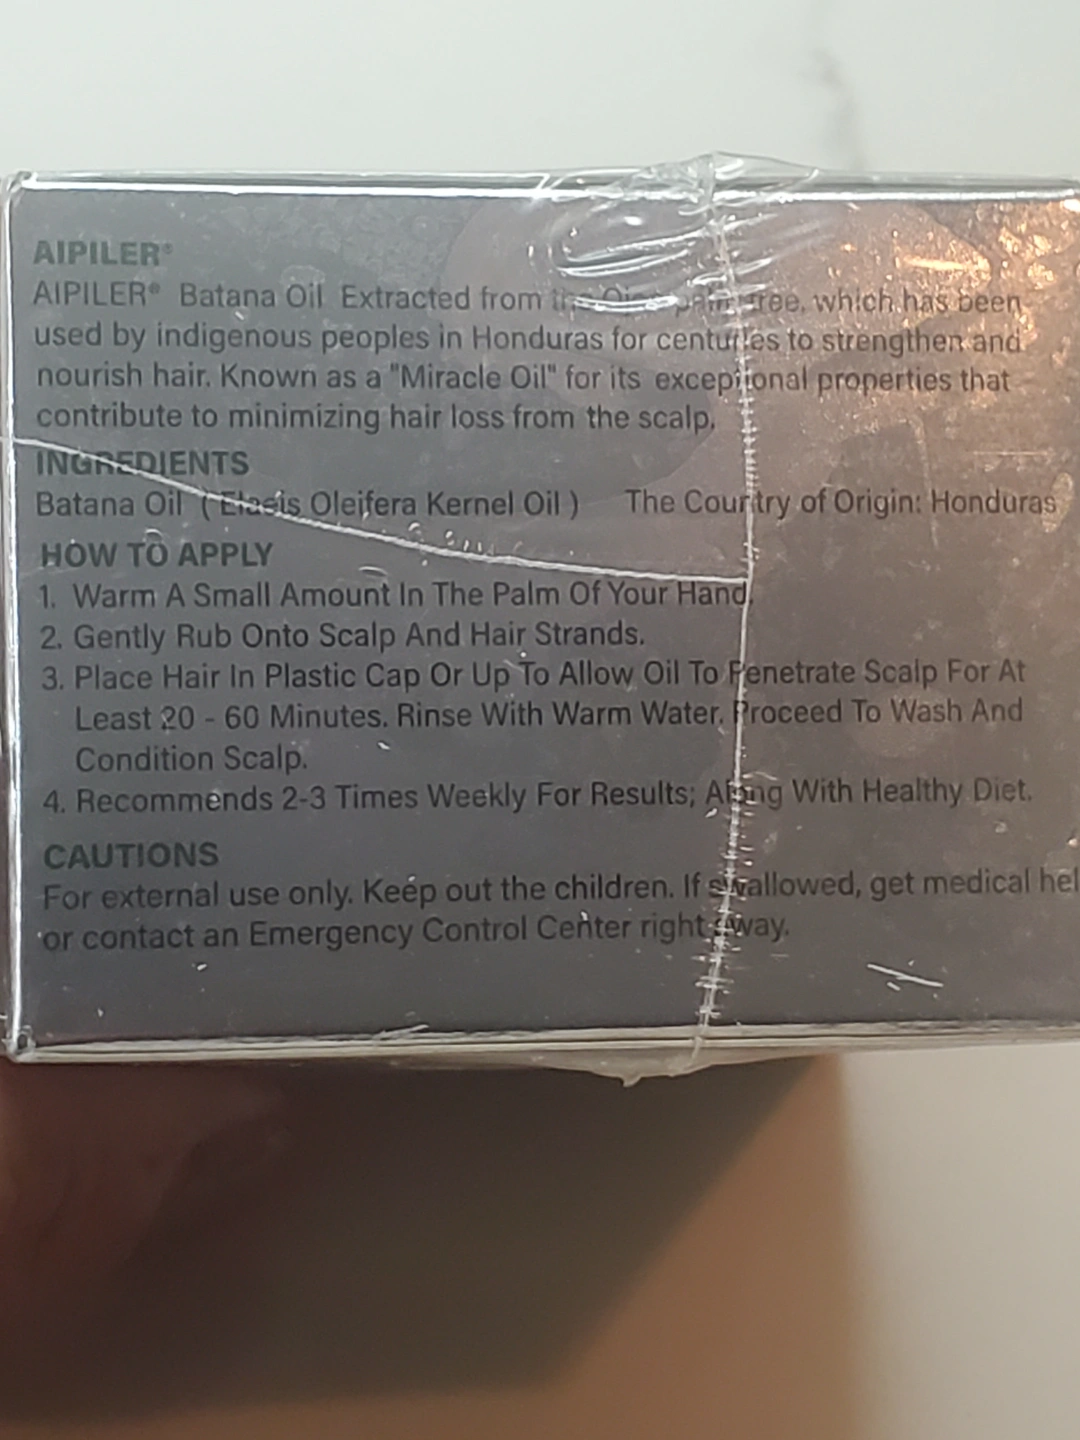 AIPILER®
AIPILER® Batana Oil Extracted from the palm tree, which has been
used by indigenous peoples in Honduras for centuries to strengthen and
nourish hair. Known as a "Miracle Oil" for its exceptional properties that
contribute to minimizing hair loss from the scalp.
INGREDIENTS
Batana Oil ( Oleifera Kernel Oil ) The Country of Origin: Honduras
HOW TO APPLY
1. Warm A Small Amount In The Palm Of Your Hand.
2. Gently Rub Onto Scalp And Hair Strands.
3. Place Hair In Plastic Cap Or Up To Allow Oil To Penetrate Scalp For At
Least 20 - 60 Minutes. Rinse With Warm Water. Proceed To Wash And
Condition Scalp.
4. Recommends 2-3 Times Weekly For Results; Along With Healthy Diet.
CAUTIONS
For external use only. Keep out the children. If swallowed, get medical hel
or contact an Emergency Control Center right away.